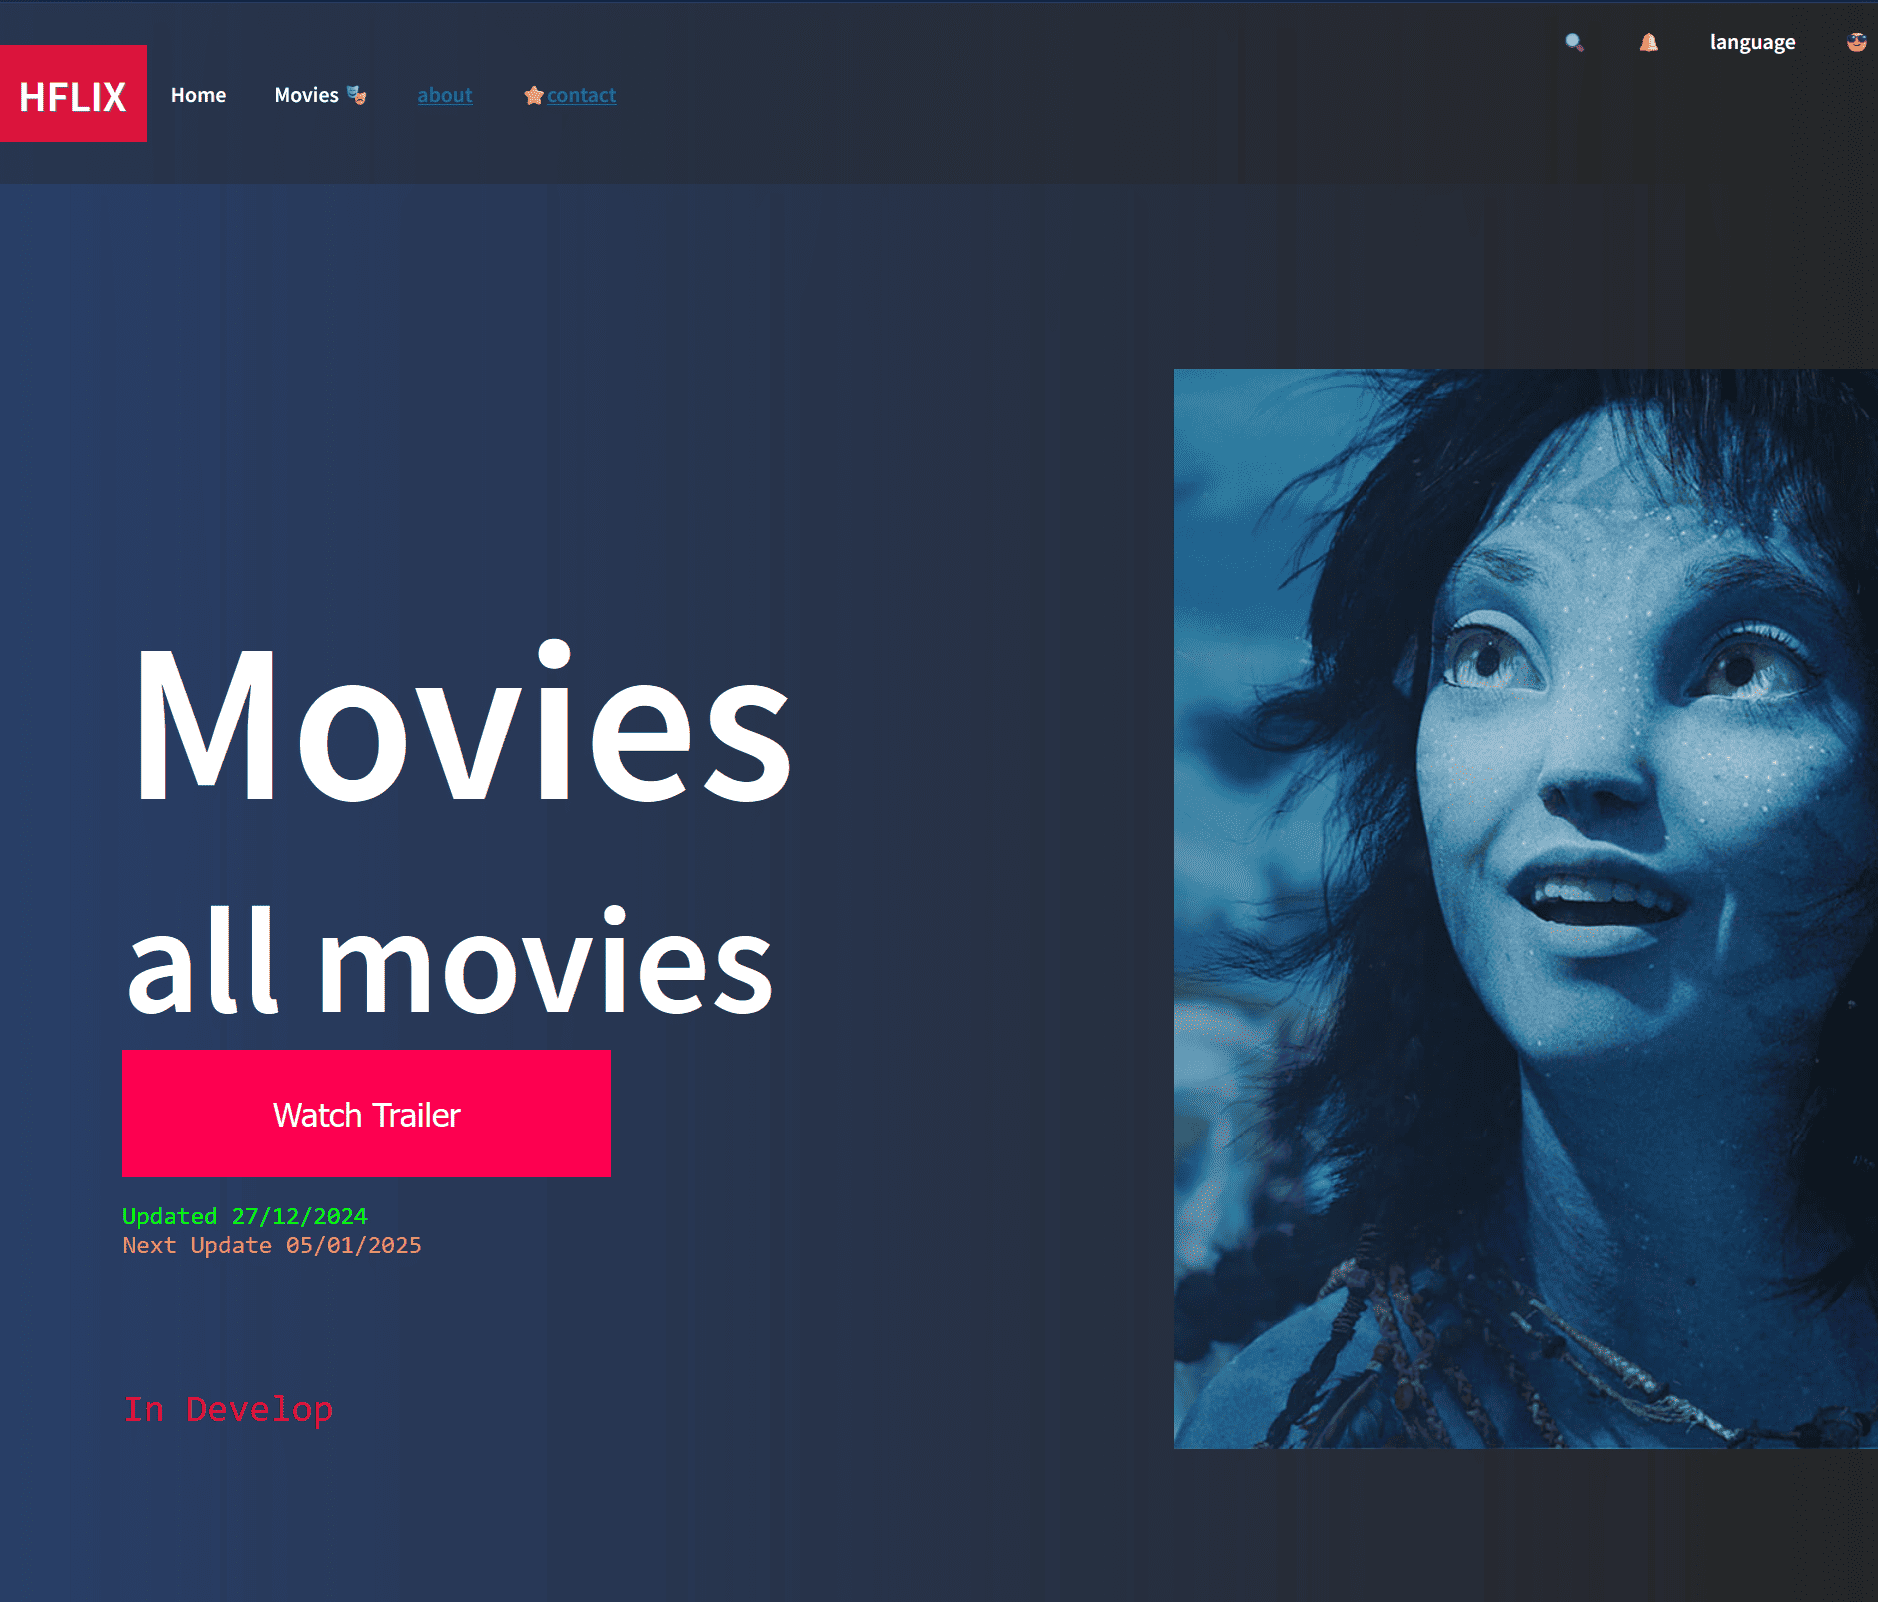 language
HFLIX Home Movies about contact
Movies
all movies
Watch Trailer
Updated 27/12/2024
Next Update 05/01/2025
In Develop